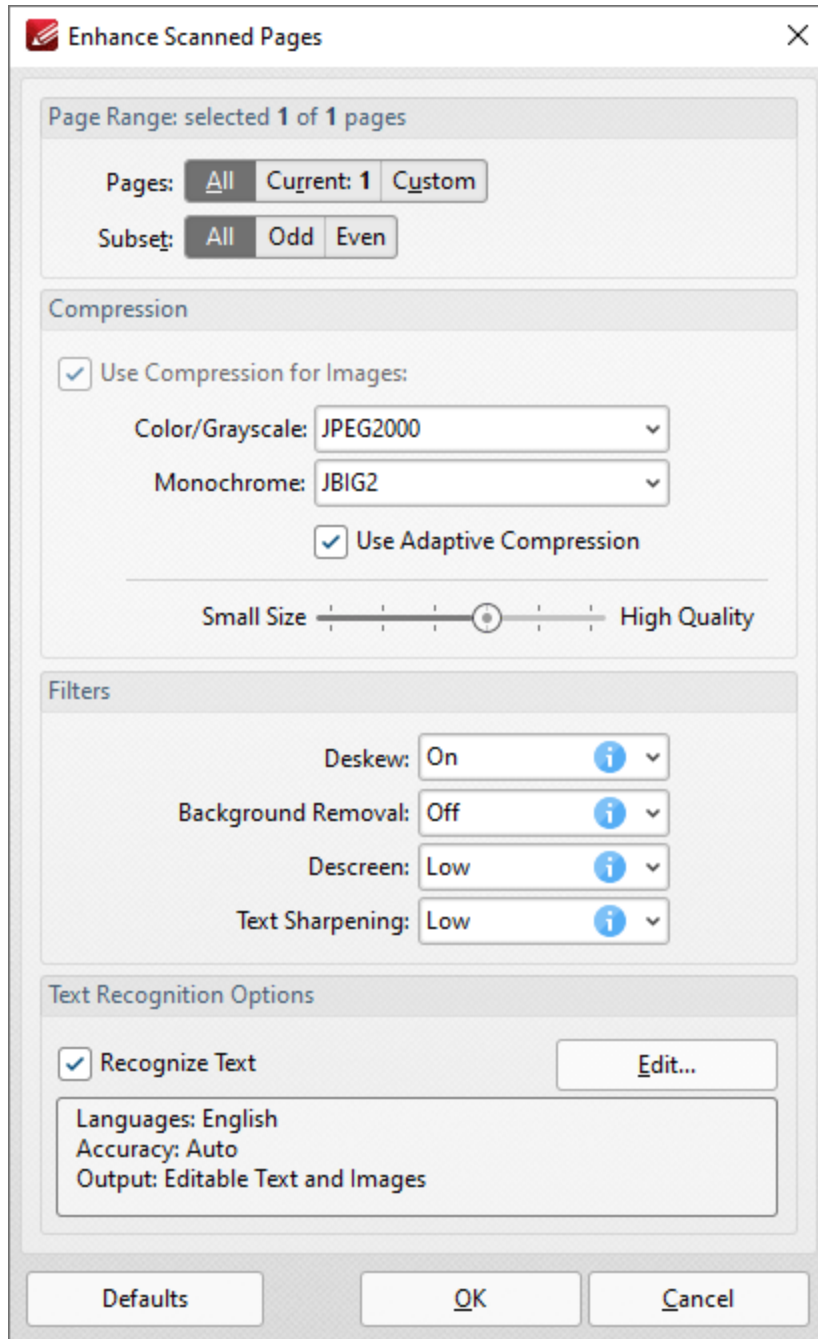 Enhance Scanned Pages
Page Range: selected 1 of 1 pages
Pages: All Current: 1 Custom
Subset: All Odd Even
Compression
Use Compression for Images:
Color/Grayscale: JPEG2000
Monochrome: JBIG2
Use Adaptive Compression
Small Size High Quality
Filters
Deskew: On
Background Removal: Off
Descreen: Low
Text Sharpening: Low
Text Recognition Options
Recognize Text Edit...
Languages: English
Accuracy: Auto
Output: Editable Text and Images
Defaults OK Cancel